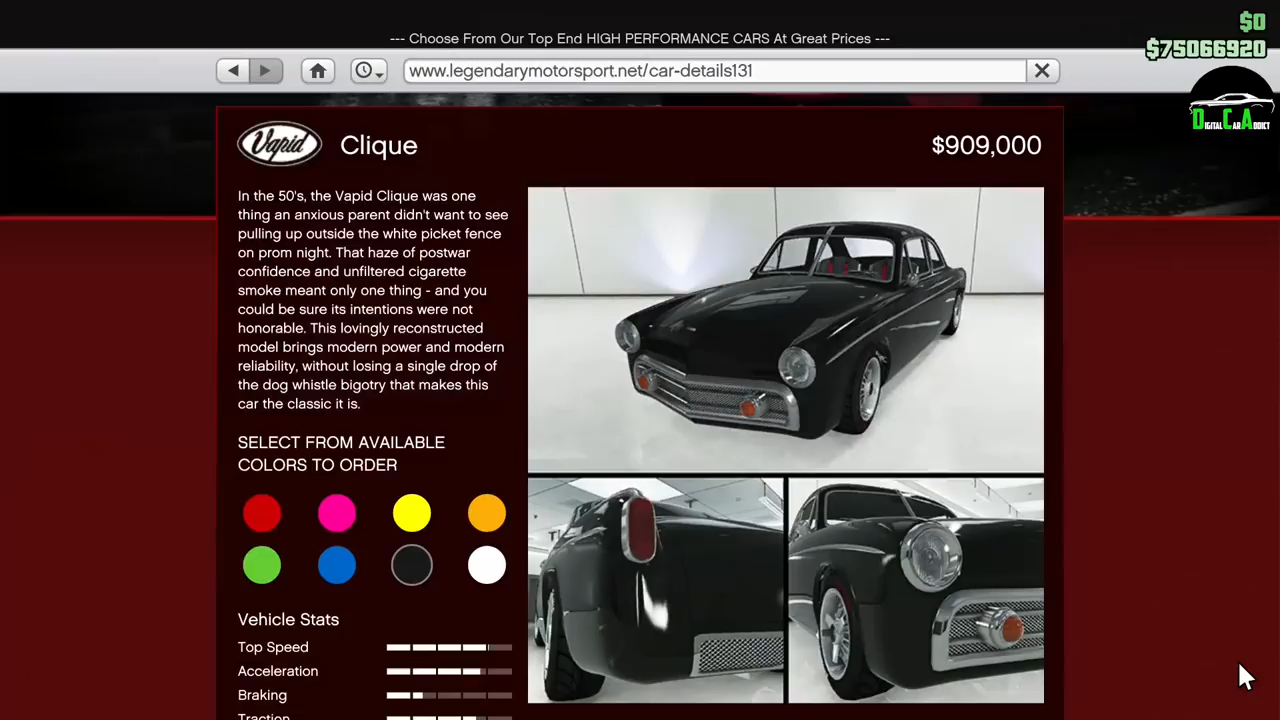 $0
--- Choose From Our Top End HIGH PERFORMANCE CARS At Great Prices ---
$75066920
www.legendarymotorsport.net/car-details131
DIGITAL CAR ADDICT
Vapid
Clique
$909,000
In the 50's, the Vapid Clique was one
thing an anxious parent didn't want to see
pulling up outside the white picket fence
on prom night. That haze of postwar
confidence and unfiltered cigarette
smoke meant only one thing - and you
could be sure its intentions were not
honorable. This lovingly reconstructed
model brings modern power and modern
reliability, without losing a single drop of
the dog whistle bigotry that makes this
car the classic it is.
SELECT FROM AVAILABLE
COLORS TO ORDER
Vehicle Stats
Top Speed
Acceleration
Braking
Traction